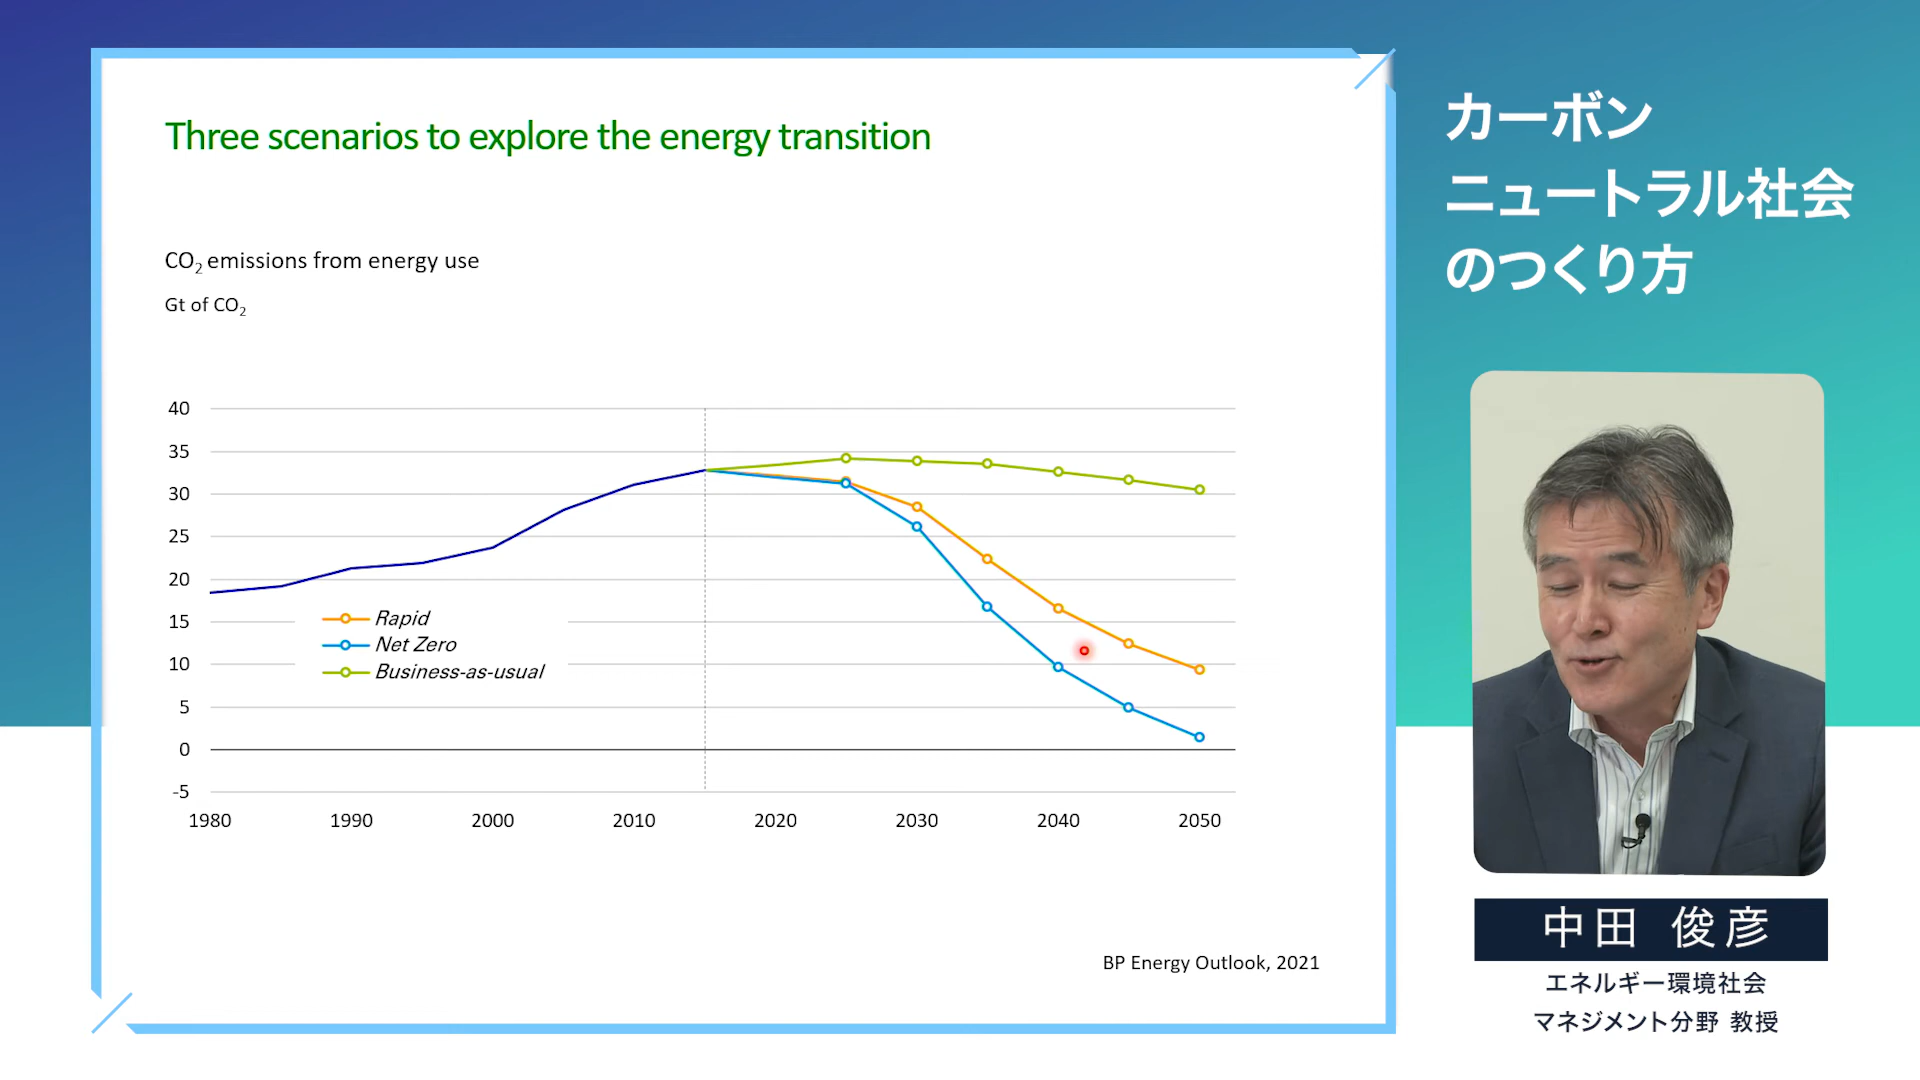 Three scenarios to explore the energy transition
CO2 emissions from energy use
Gt of CO2
40
35
30
25
20
15
10
5
0
-5
Rapid
Net Zero
Business-as-usual
1980 1990 2000 2010 2020 2030 2040 2050
BP Energy Outlook, 2021
カーボン
ニュートラル社会
のつくり方
中田 俊彦
エネルギー環境社会
マネジメント分野 教授